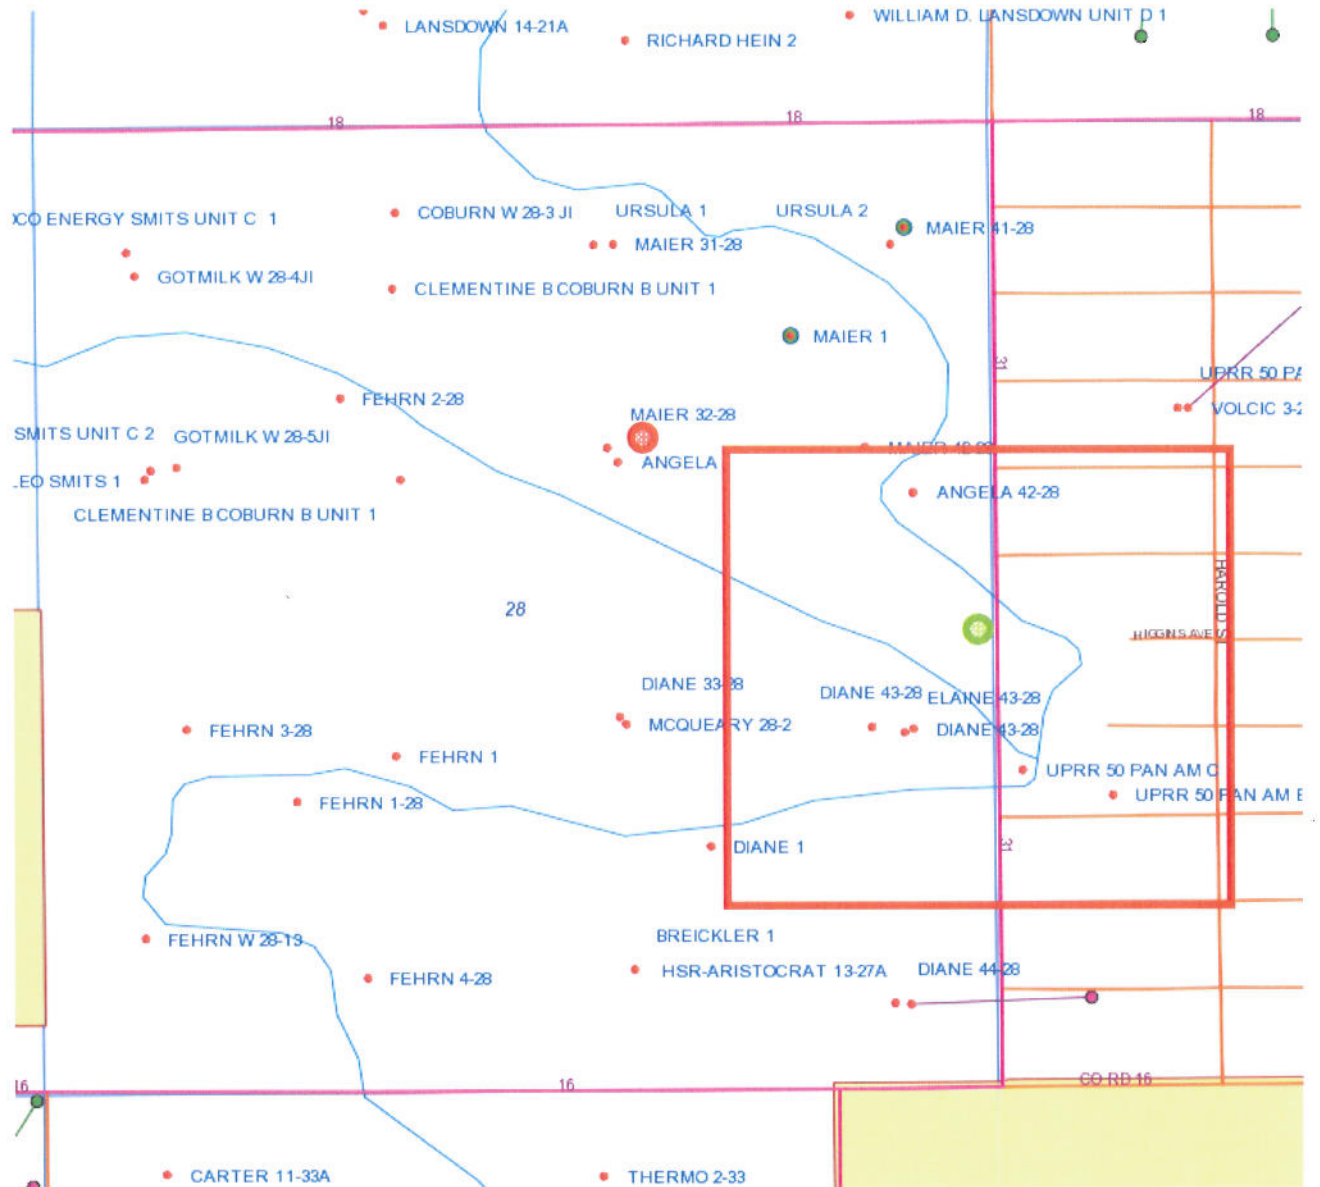 LANSDOWN 14-21A
WILLIAM D. LANSDOWN UNIT D 1
RICHARD HEIN 2
18
18
18
COBURN W 28-3 JI
URSULA 1
URSULA 2
CO ENERGY SMITS UNIT C 1
MAIER 31-28
MAIER 41-28
GOTMILK W 28-4JI
CLEMENTINE B COBURN B UNIT 1
MAIER 1
31
UPRR 50 PA
FEHRN 2-28
MAIER 32-28
VOLCIC 3-2
SMITS UNIT C 2
GOTMILK W 28-5JI
ANGELA
LEO SMITS 1
ANGELA 42-28
CLEMENTINE B COBURN B UNIT 1
HAROLD ST
28
HIGGINS AVE
DIANE 33-28
DIANE 43-28
ELAINE 43-28
FEHRN 3-28
MCQUEARY 28-2
DIANE 43-28
FEHRN 1
UPRR 50 PAN AM C
FEHRN 1-28
UPRR 50 PAN AM E
DIANE 1
31
FEHRN W 28-13
BREICKLER 1
FEHRN 4-28
HSR-ARISTOCRAT 13-27A
DIANE 44-28
16
16
CO RD 16
CARTER 11-33A
THERMO 2-33